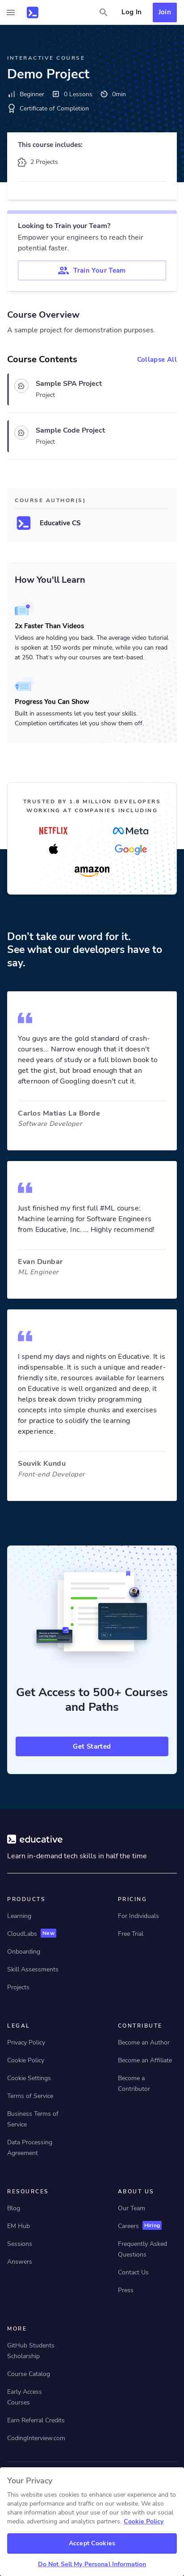 Log In
Join
INTERACTIVE COURSE
Demo Project
Beginner
0 Lessons
0min
Certificate of Completion
This course includes:
2 Projects
Looking to Train your Team?
Empower your engineers to reach their
potential faster.
Train Your Team
Course Overview
A sample project for demonstration purposes.
Course Contents
Collapse All
Sample SPA Project
Project
Sample Code Project
Project
COURSE AUTHOR(S)
Educative CS
How You'll Learn
2x Faster Than Videos
Videos are holding you back. The average video tutorial
is spoken at 150 words per minute, while you can read
at 250. That's why our courses are text-based.
Progress You Can Show
Built in assessments let you test your skills.
Completion certificates let you show them off.
TRUSTED BY 1.8 MILLION DEVELOPERS
WORKING AT COMPANIES INCLUDING
NETFLIX
Meta
Google
amazon
Don't take our word for it.
See what our developers have to
say.
You guys are the gold standard of crash-
courses... Narrow enough that it doesn't
need years of study or a full blown book to
get the gist, but broad enough that an
afternoon of Googling doesn't cut it.
Carlos Matias La Borde
Software Developer
Just finished my first full #ML course:
Machine learning for Software Engineers
from Educative, Inc. ... Highly recommend!
Evan Dunbar
ML Engineer
I spend my days and nights on Educative. It is
indispensable. It is such a unique and reader-
friendly site, resources available for learners
on Educative is well organized and deep, it
helps break down tricky programming
concepts into simple chunks and exercises
for practice to solidify the learning
experience.
Souvik Kundu
Front-end Developer
Get Access to 500+ Courses
and Paths
Get Started
educative
Learn in-demand tech skills in half the time
PRODUCTS
Learning
CloudLabs New
Onboarding
Skill Assessments
Projects
PRICING
For Individuals
Free Trial
LEGAL
Privacy Policy
Cookie Policy
Cookie Settings
Terms of Service
Business Terms of
Service
Data Processing
Agreement
CONTRIBUTE
Become an Author
Become an Affiliate
Become a
Contributor
RESOURCES
Blog
EM Hub
Sessions
Answers
ABOUT US
Our Team
Careers Hiring
Frequently Asked
Questions
Contact Us
Press
MORE
GitHub Students
Scholarship
Course Catalog
Early Access
Courses
Earn Referral Credits
CodingInterview.com
Your Privacy
This website uses cookies to enhance user experience and to
analyze performance and traffic on our website. We also
share information about your use of our site with our social
media, advertising and analytics partners. Cookie Policy
Accept Cookies
Do Not Sell My Personal Information